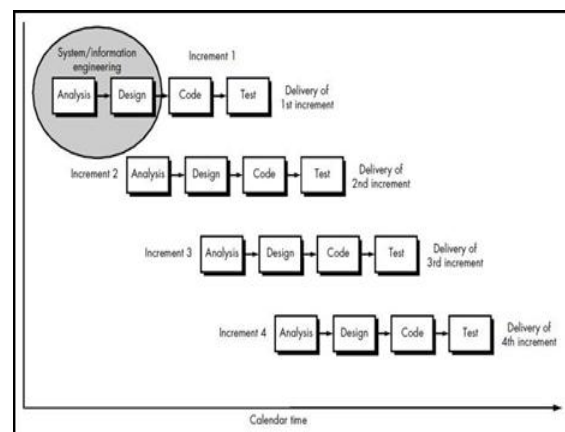 System/information
engineering
Increment 1
Analysis
Design
Code
Test
Delivery of
1st increment
Increment 2
Analysis
Design
Code
Test
Delivery of
2nd increment
Increment 3
Analysis
Design
Code
Test
Delivery of
3rd increment
Increment 4
Analysis
Design
Code
Test
Delivery of
4th increment
Calendar time